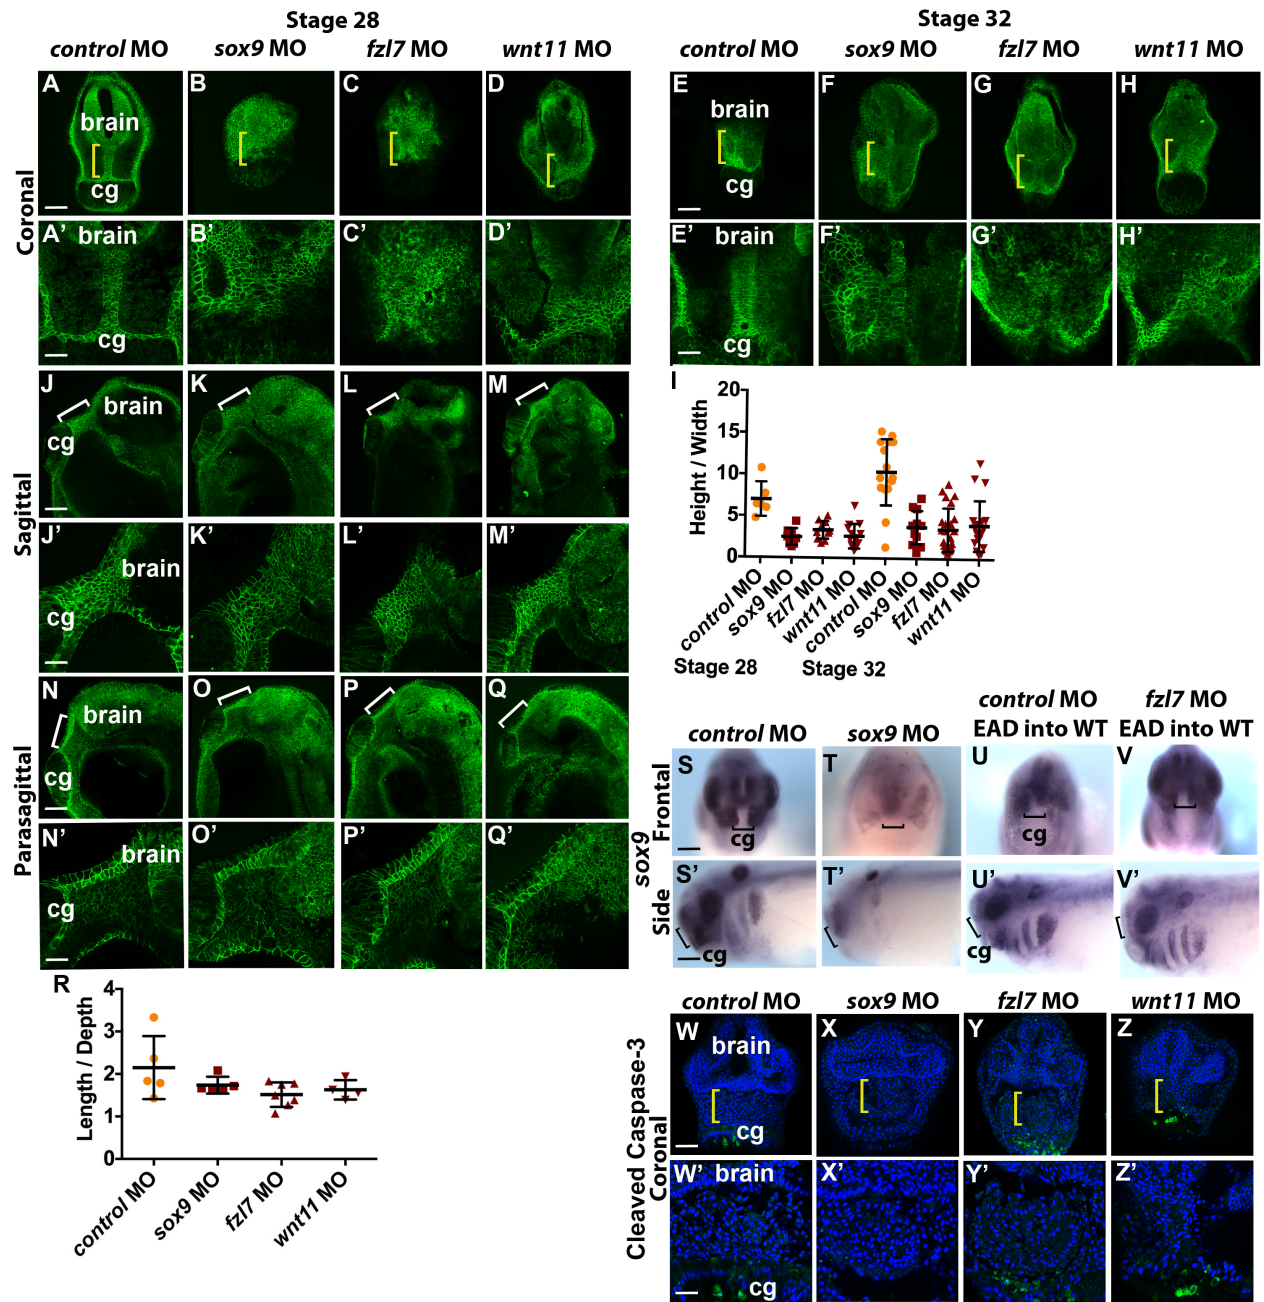 Stage 28
control MO sox9 MO fzl7 MO wnt11 MO
Stage 32
control MO sox9 MO fzl7 MO wnt11 MO
Coronal
A B C D
brain
cg
A' B' C' D'
brain
cg
E F G H
brain
cg
E' F' G' H'
brain
cg
Sagittal
J K L M
brain
cg
J' K' L' M'
brain
cg
Parasagittal
N O P Q
brain
cg
N' O' P' Q'
brain
cg
I
Height / Width
20
15
10
5
0
control MO sox9 MO fzl7 MO wnt11 MO control MO sox9 MO fzl7 MO wnt11 MO
Stage 28 Stage 32
R
Length / Depth
4
3
2
1
0
control MO sox9 MO fzl7 MO wnt11 MO
control MO sox9 MO control MO EAD into WT fzl7 MO EAD into WT
sox9
Frontal
S T U V
cg cg
Side
S' T' U' V'
cg cg
control MO sox9 MO fzl7 MO wnt11 MO
Cleaved Caspase-3
Coronal
W X Y Z
brain
cg
W' X' Y' Z'
brain
cg